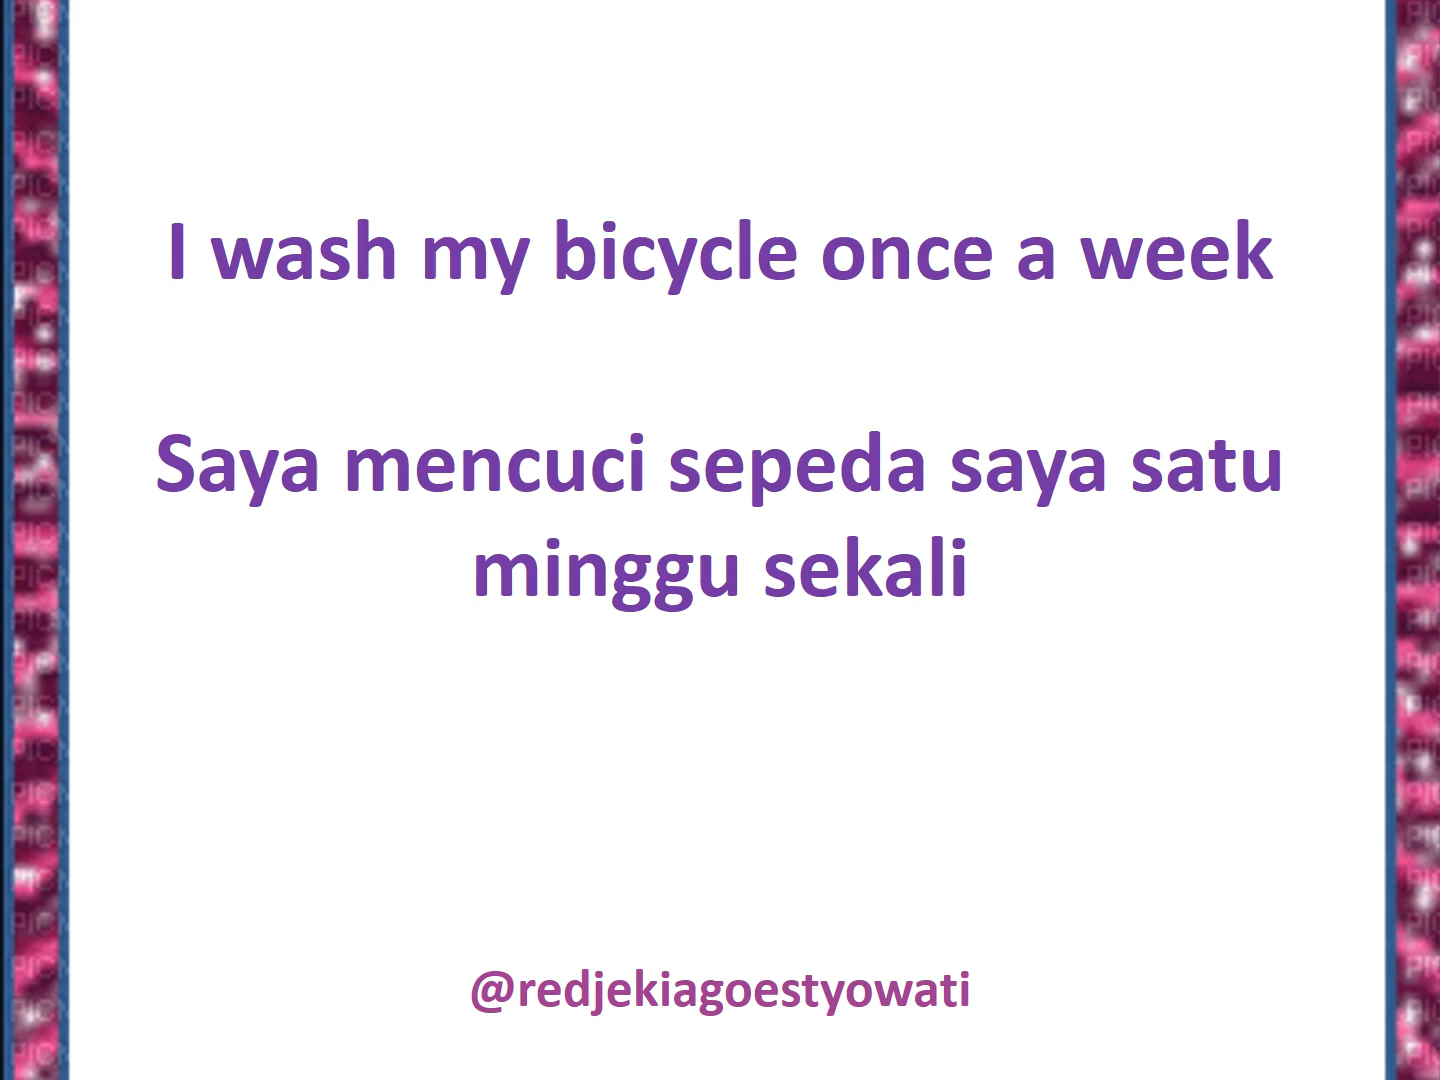 I wash my bicycle once a week
Saya mencuci sepeda saya satu
minggu sekali
@redjekiagoestyowati